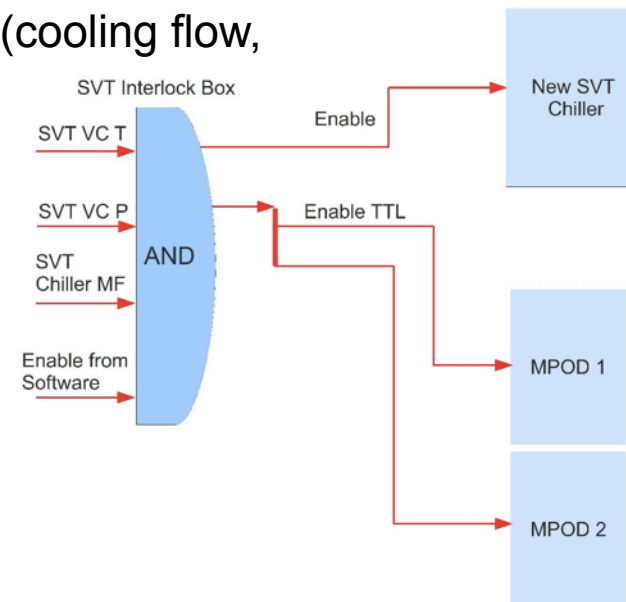 (cooling flow,
SVT Interlock Box
SVT VC T
SVT VC P
SVT
Chiller MF
Enable from
Software
AND
Enable
Enable TTL
New SVT
Chiller
MPOD 1
MPOD 2